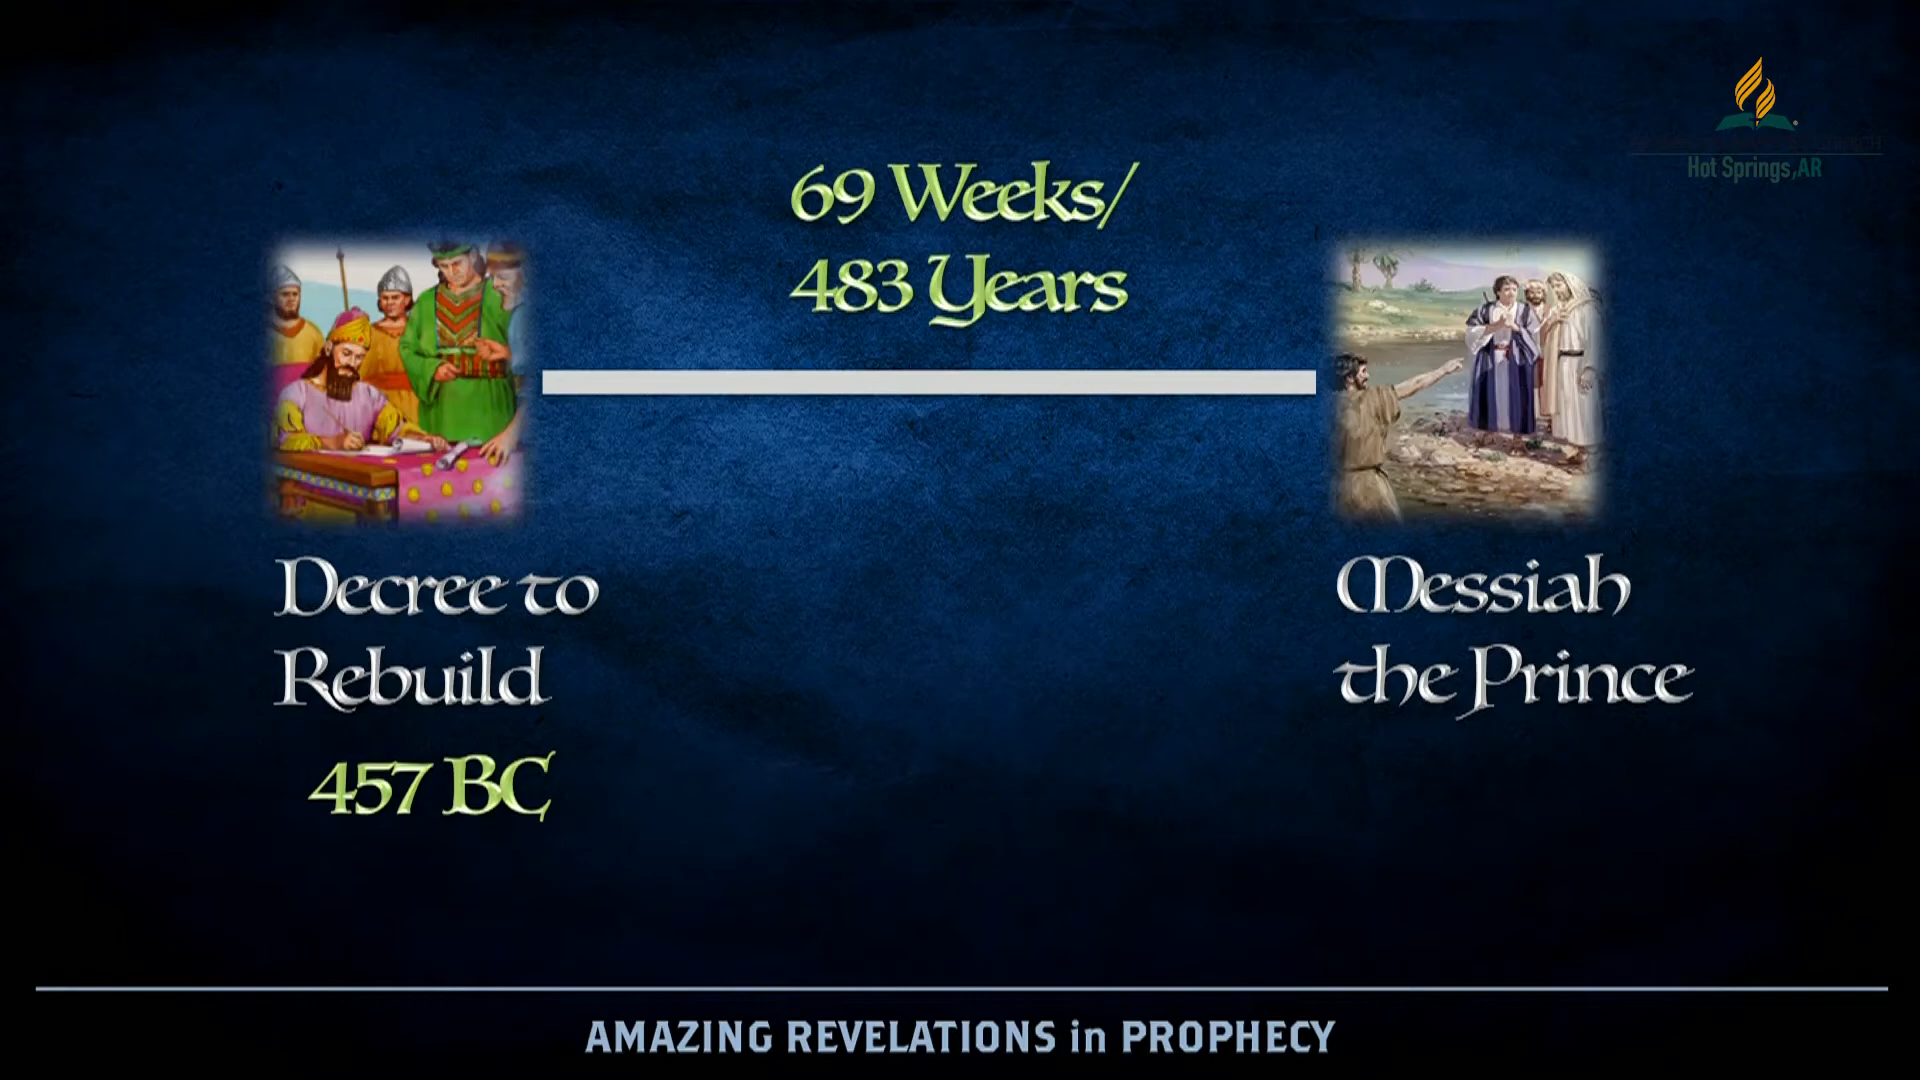 69 Weeks/
483 Years
Decree to
Rebuild
457 BC
Messiah
the Prince
Hot Springs, AR
AMAZING REVELATIONS in PROPHECY